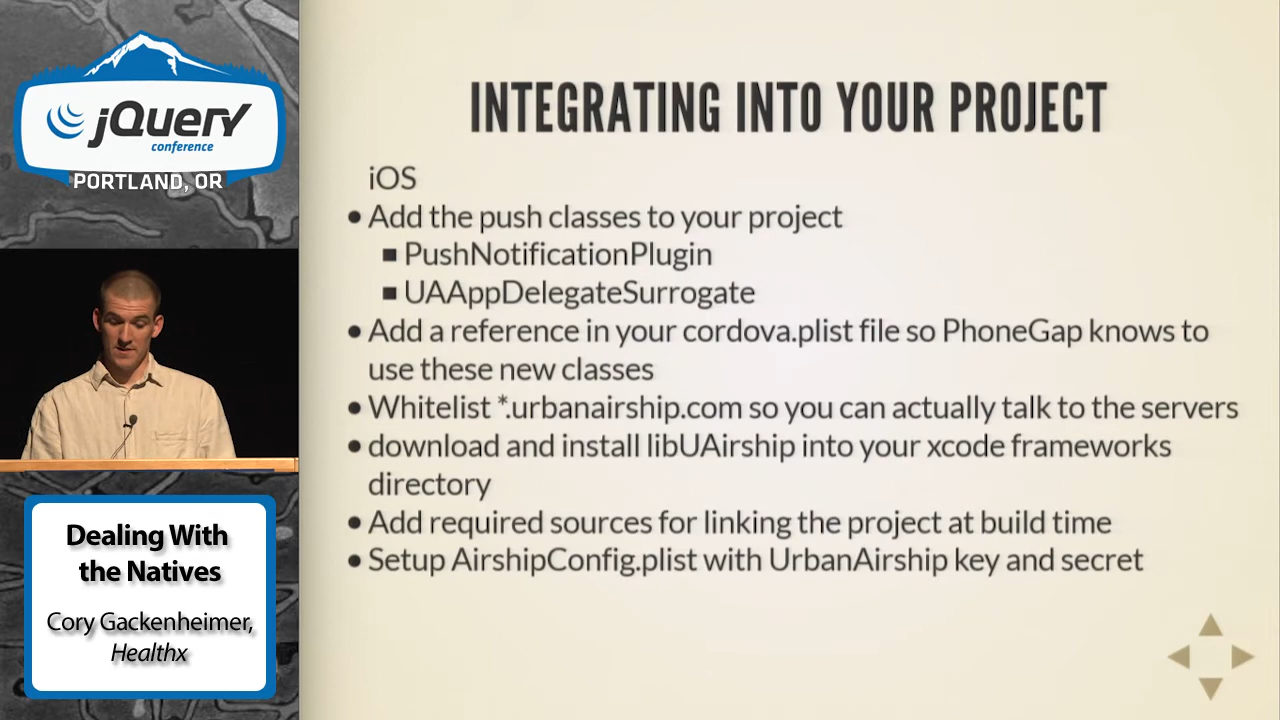 jQuery
conference
PORTLAND, OR
Dealing With
the Natives
Cory Gackenheimer,
Healthx
INTEGRATING INTO YOUR PROJECT
iOS
• Add the push classes to your project
▪ PushNotificationPlugin
▪ UAAppDelegateSurrogate
• Add a reference in your cordova.plist file so PhoneGap knows to
use these new classes
• Whitelist *.urbanairship.com so you can actually talk to the servers
• download and install libUAirship into your xcode frameworks
directory
• Add required sources for linking the project at build time
• Setup AirshipConfig.plist with UrbanAirship key and secret